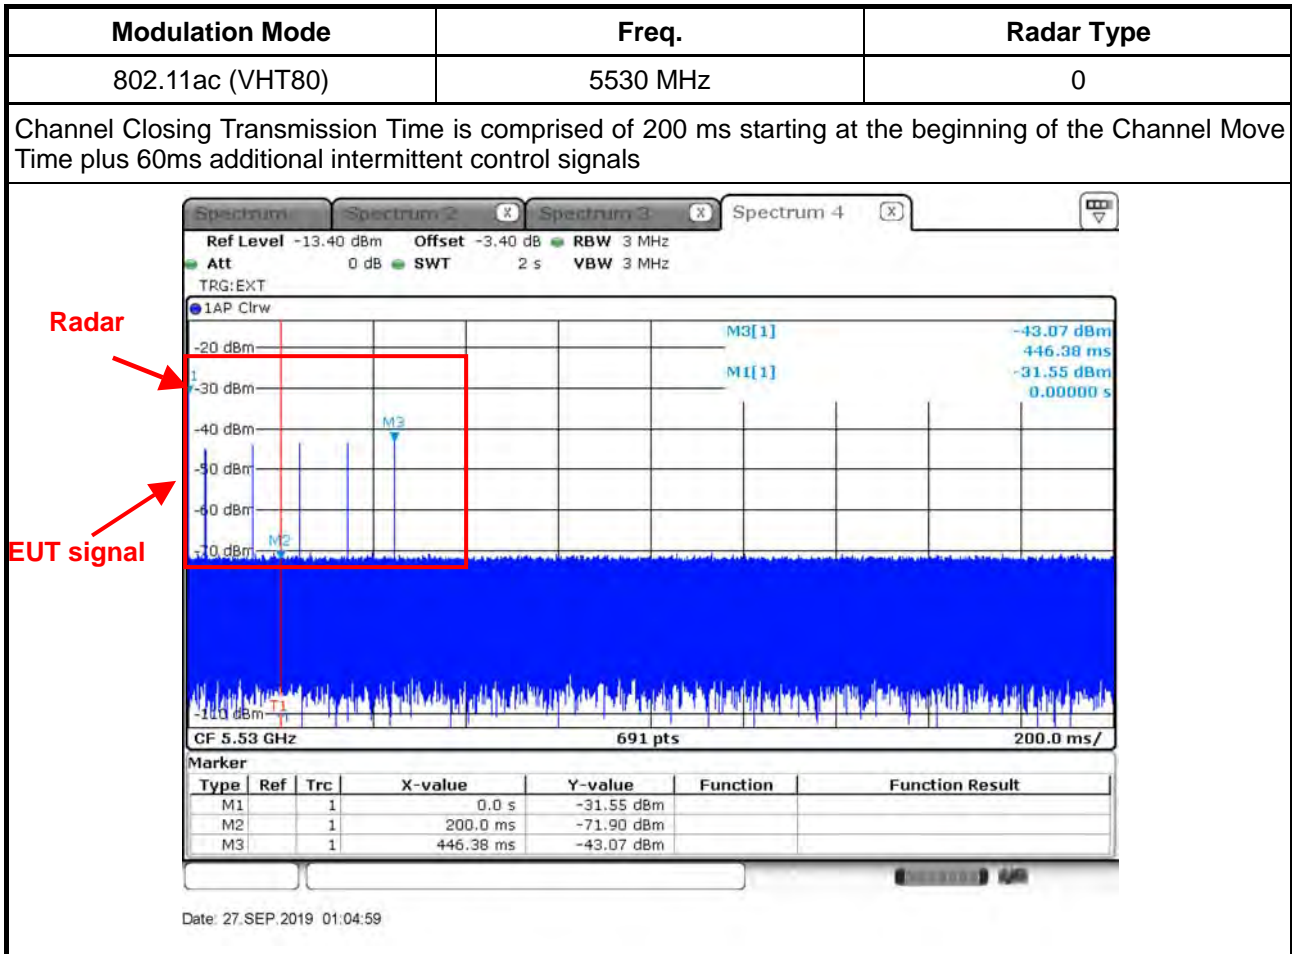 Modulation Mode Freq. Radar Type
802.11ac (VHT80) 5530 MHz 0
Channel Closing Transmission Time is comprised of 200 ms starting at the beginning of the Channel Move
Time plus 60ms additional intermittent control signals
Spectrum Spectrum 2 X Spectrum 3 X Spectrum 4 X
Ref Level -13.40 dBm Offset -3.40 dB RBW 3 MHz
Att 0 dB SWT 2 s VBW 3 MHz
TRG:EXT
1AP Clrw
Radar
M3[1] -43.07 dBm
446.38 ms
M1[1] -31.55 dBm
0.00000 s
-20 dBm
1
-30 dBm
-40 dBm
M3
-50 dBm
-60 dBm
M2
-70 dBm
EUT signal
-110 dBm
T1
CF 5.53 GHz 691 pts 200.0 ms/
Marker
Type Ref Trc X-value Y-value Function Function Result
M1 1 0.0 s -31.55 dBm
M2 1 200.0 ms -71.90 dBm
M3 1 446.38 ms -43.07 dBm
Date: 27.SEP.2019 01:04:59